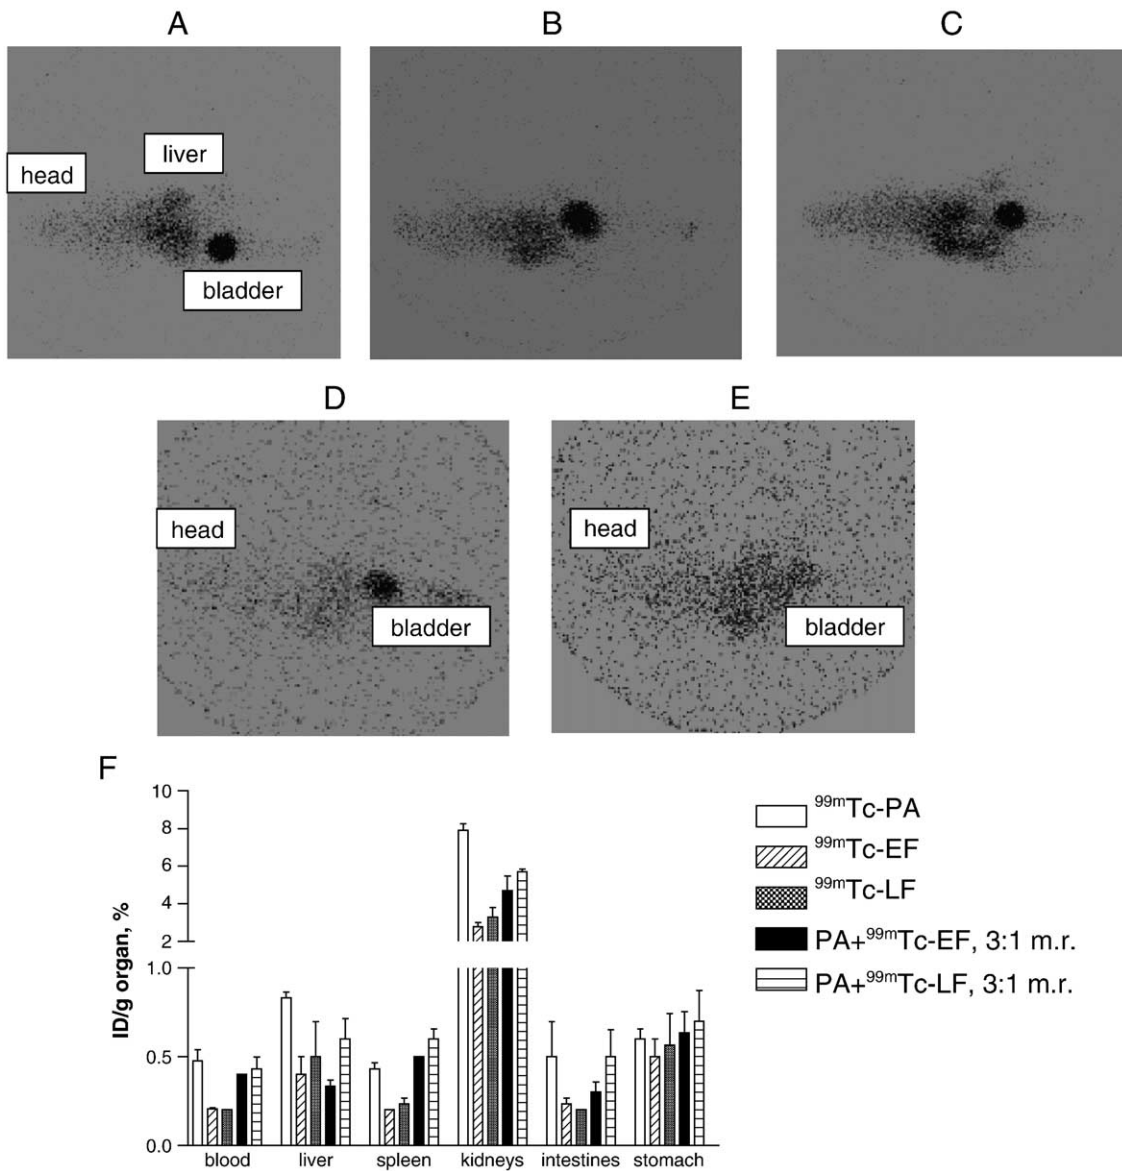 A
B
C
head
liver
bladder
D
E
head
bladder
head
bladder
F
ID/g organ, %
10
8
6
4
2
1.0
0.5
0.0
blood liver spleen kidneys intestines stomach
99mTc-PA
99mTc-EF
99mTc-LF
PA+99mTc-EF, 3:1 m.r.
PA+99mTc-LF, 3:1 m.r.